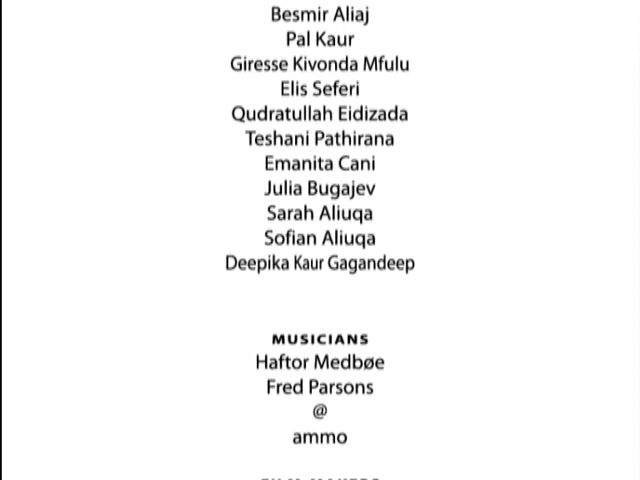 Besmir Aliaj
Pal Kaur
Giresse Kivonda Mfulu
Elis Seferi
Qudratullah Eidizada
Teshani Pathirana
Emanita Cani
Julia Bugajev
Sarah Aliuqa
Sofian Aliuqa
Deepika Kaur Gagandeep
MUSICIANS
Haftor Medbøe
Fred Parsons
@
ammo